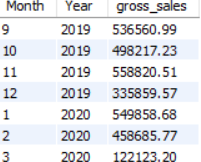 Month Year gross_sales
9 2019 536560.99
10 2019 498217.23
11 2019 558820.51
12 2019 335859.57
1 2020 549858.68
2 2020 458685.77
3 2020 122123.20